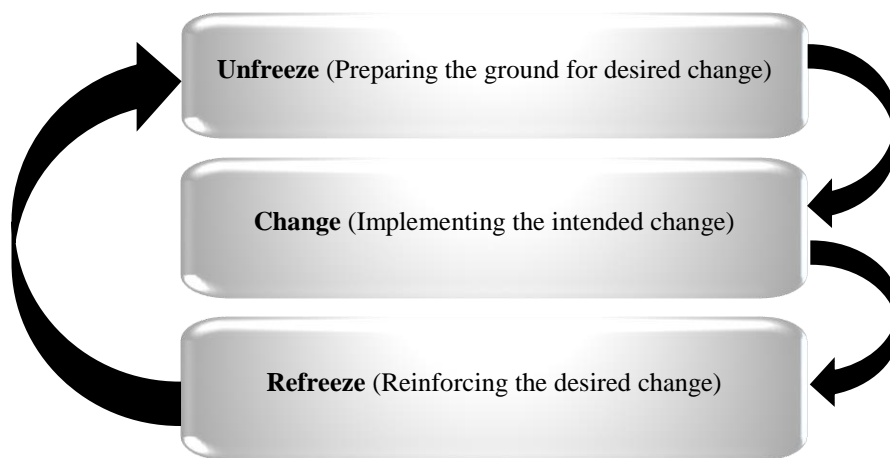 Unfreeze (Preparing the ground for desired change)
Change (Implementing the intended change)
Refreeze (Reinforcing the desired change)